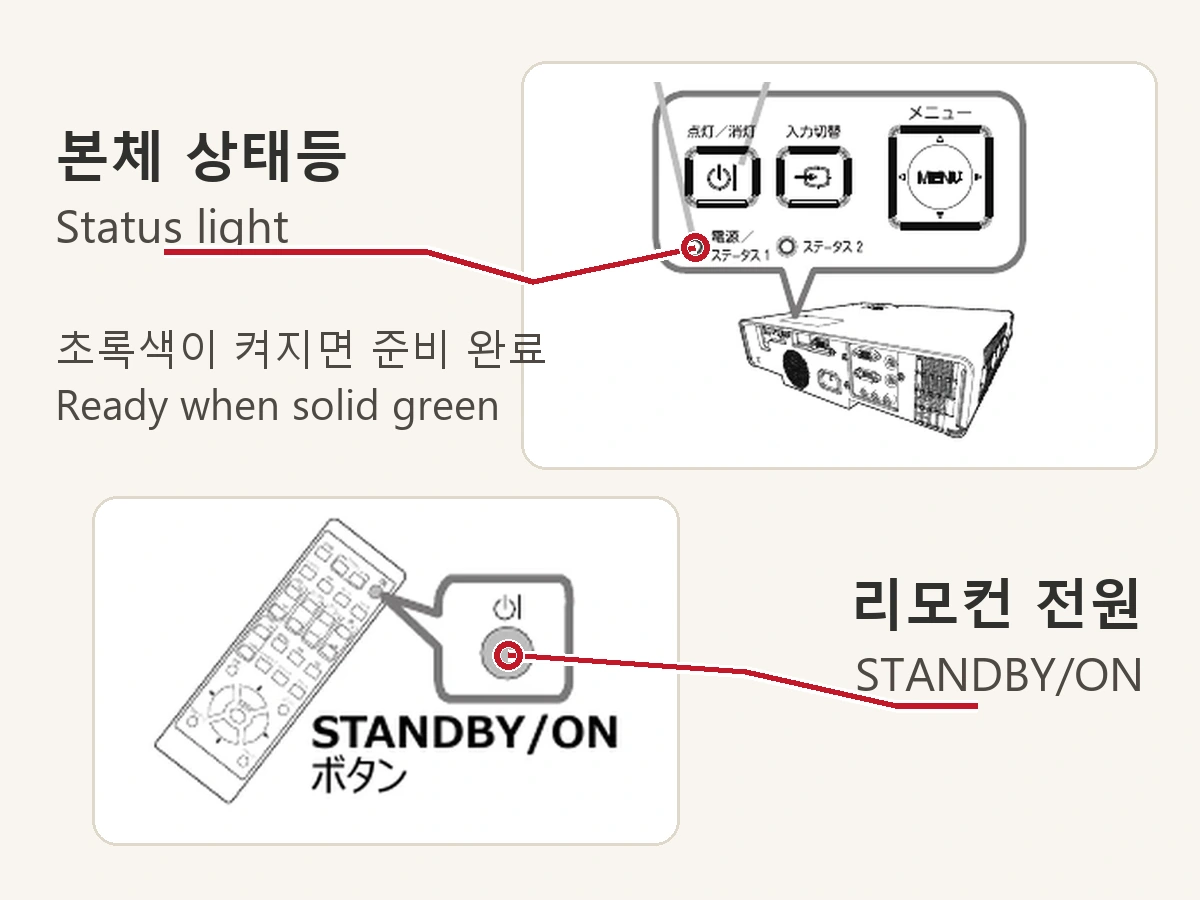 본체 상태등
Status light
초록색이 켜지면 준비 완료
Ready when solid green
点灯／消灯
入力切替
メニュー
MENU
電源／
ステータス1
ステータス2
STANDBY/ON
ボタン
리모컨 전원
STANDBY/ON